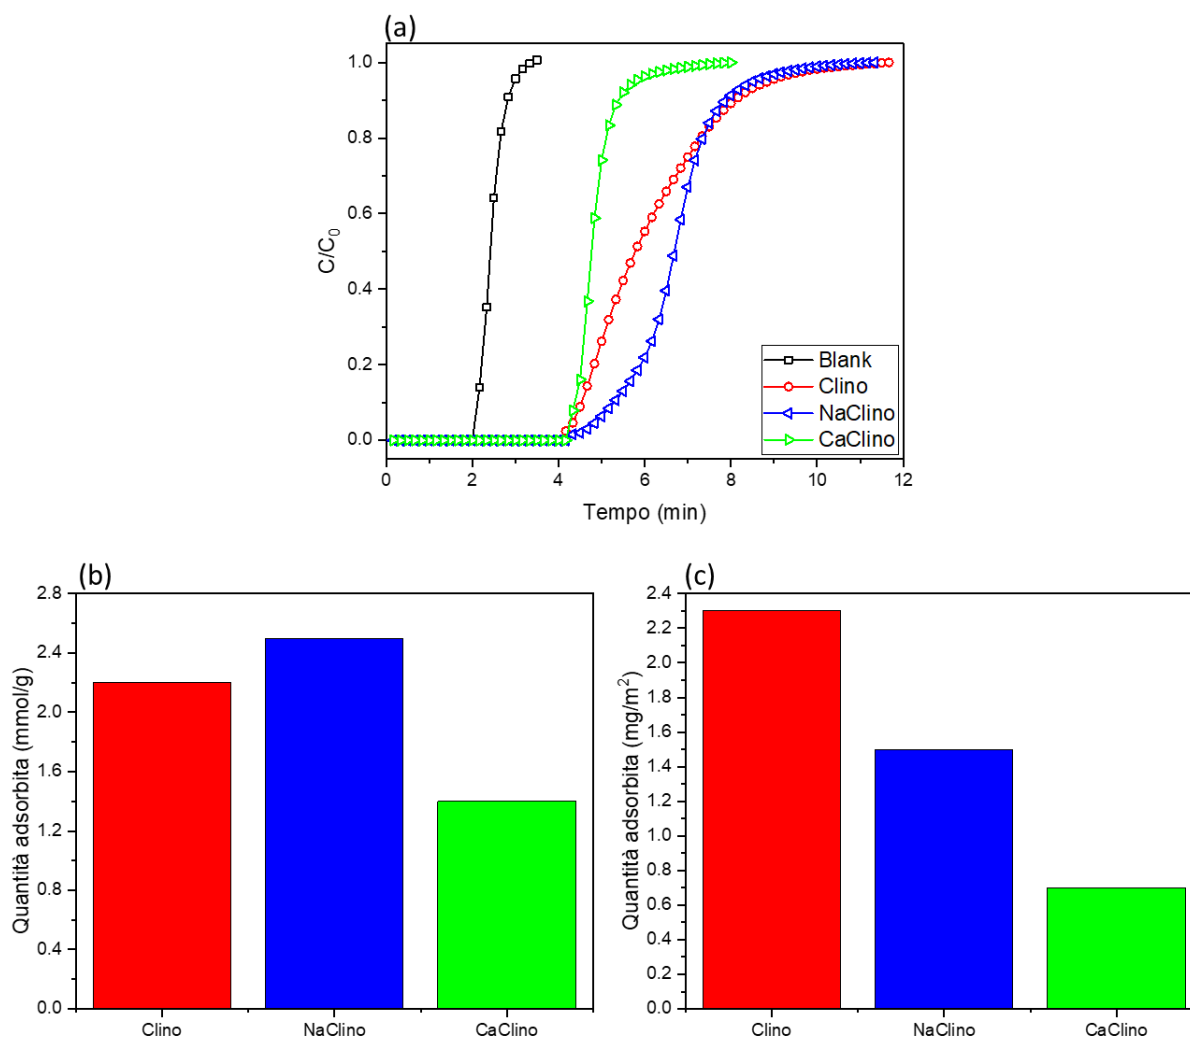 (a)
1.0
0.8
0.6
0.4
0.2
0.0
C/C₀
0 2 4 6 8 10 12
Tempo (min)
Blank
Clino
NaClino
CaClino
(b)
2.8
2.4
2.0
1.6
1.2
0.8
0.4
0.0
Quantità adsorbita (mmol/g)
Clino NaClino CaClino
(c)
2.4
2.2
2.0
1.8
1.6
1.4
1.2
1.0
0.8
0.6
0.4
0.2
0.0
Quantità adsorbita (mg/m²)
Clino NaClino CaClino